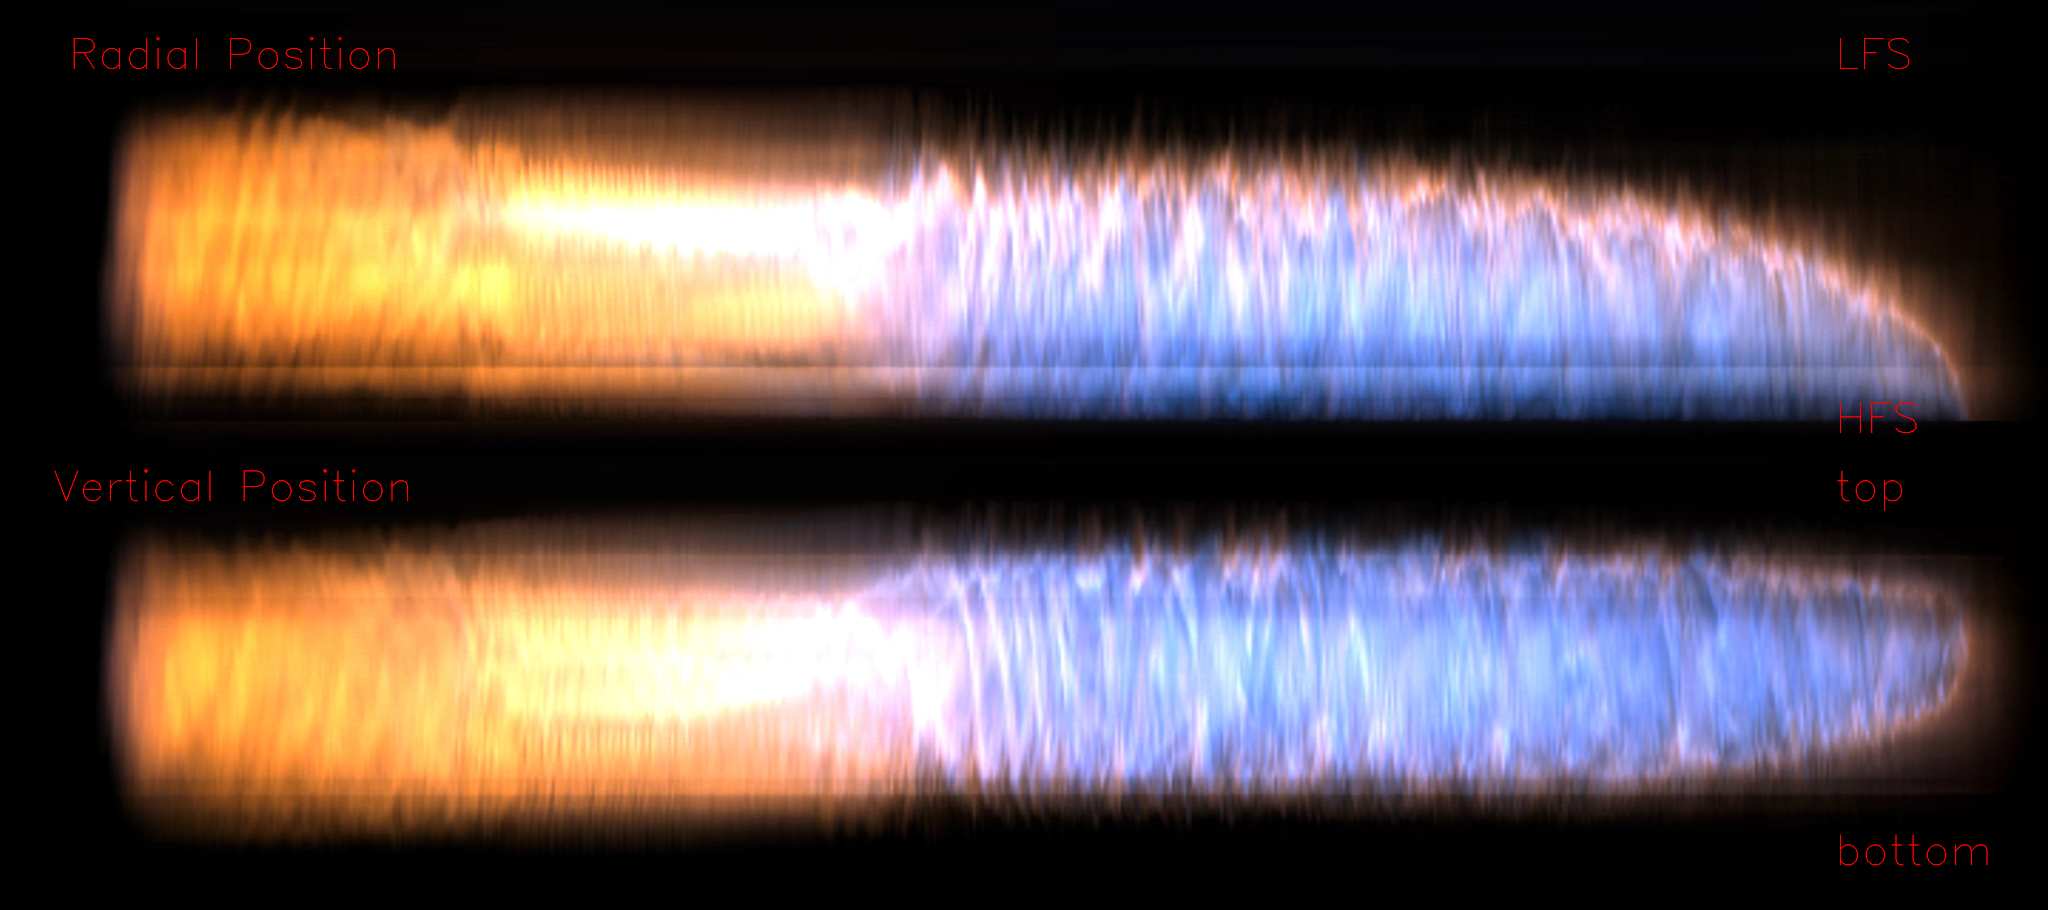 Radial Position
LFS
HFS
Vertical Position
top
bottom